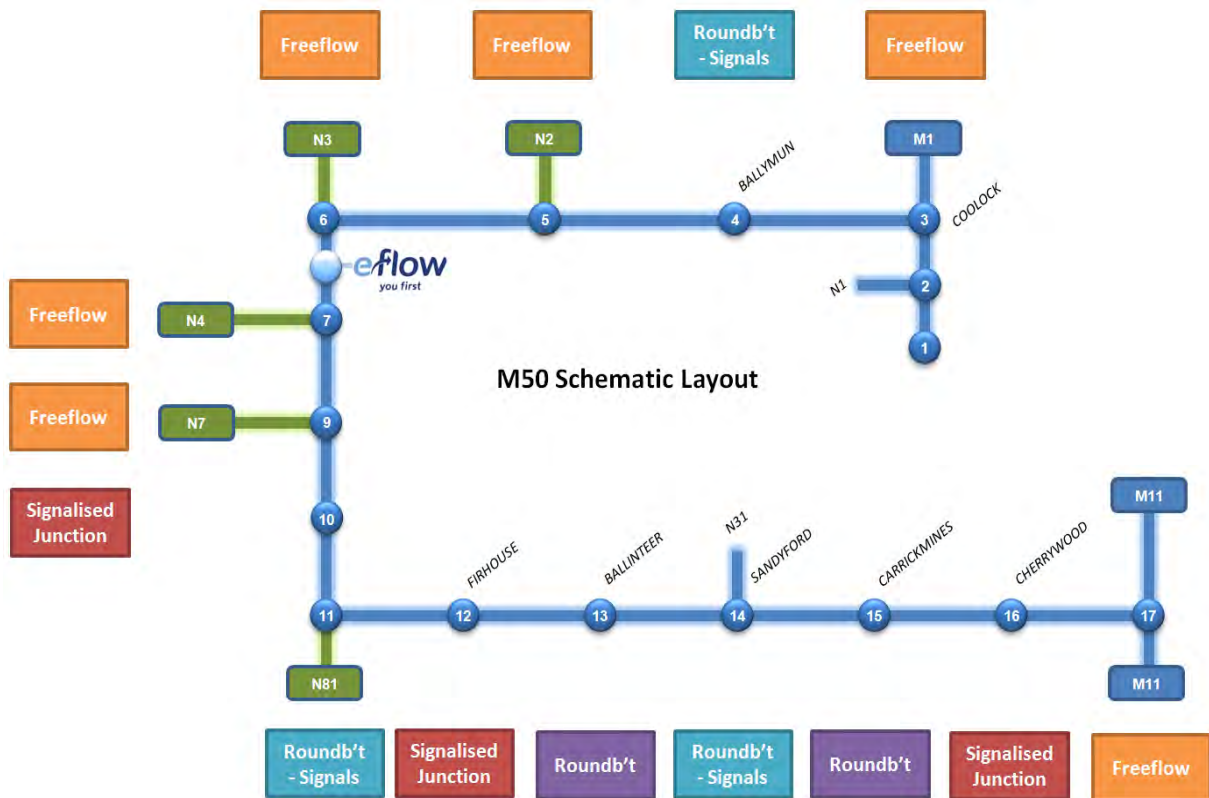 Freeflow
Freeflow
Roundb't
- Signals
Freeflow
N3
N2
M1
BALLYMUN
6
5
4
3
COOLOCK
eflow
you first
N1
2
Freeflow
N4
7
1
M50 Schematic Layout
Freeflow
N7
9
Signalised
Junction
10
M11
N31
FIRHOUSE
BALLINTEER
SANDYFORD
CARRICKMINES
CHERRYWOOD
11
12
13
14
15
16
17
N81
M11
Roundb't
- Signals
Signalised
Junction
Roundb't
Roundb't
- Signals
Roundb't
Signalised
Junction
Freeflow